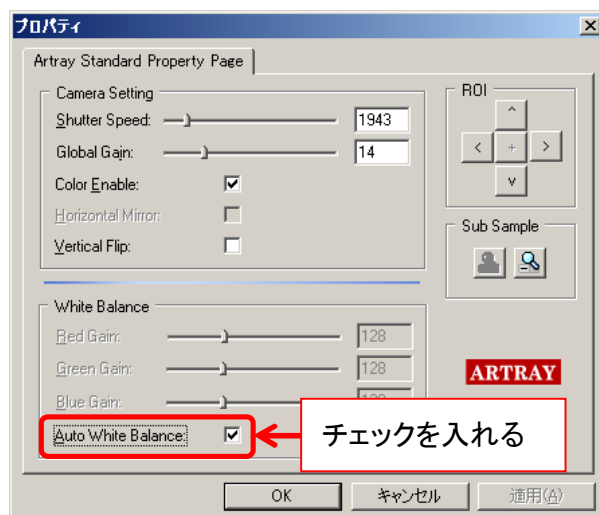 プロパティ
Artray Standard Property Page
Camera Setting
Shutter Speed: 1943
Global Gain: 14
Color Enable:
Horizontal Mirror:
Vertical Flip:
ROI
^
< + >
v
Sub Sample
White Balance
Red Gain: 128
Green Gain: 128
Blue Gain:
ARTRAY
Auto White Balance:
チェックを入れる
OK キャンセル 適用(A)